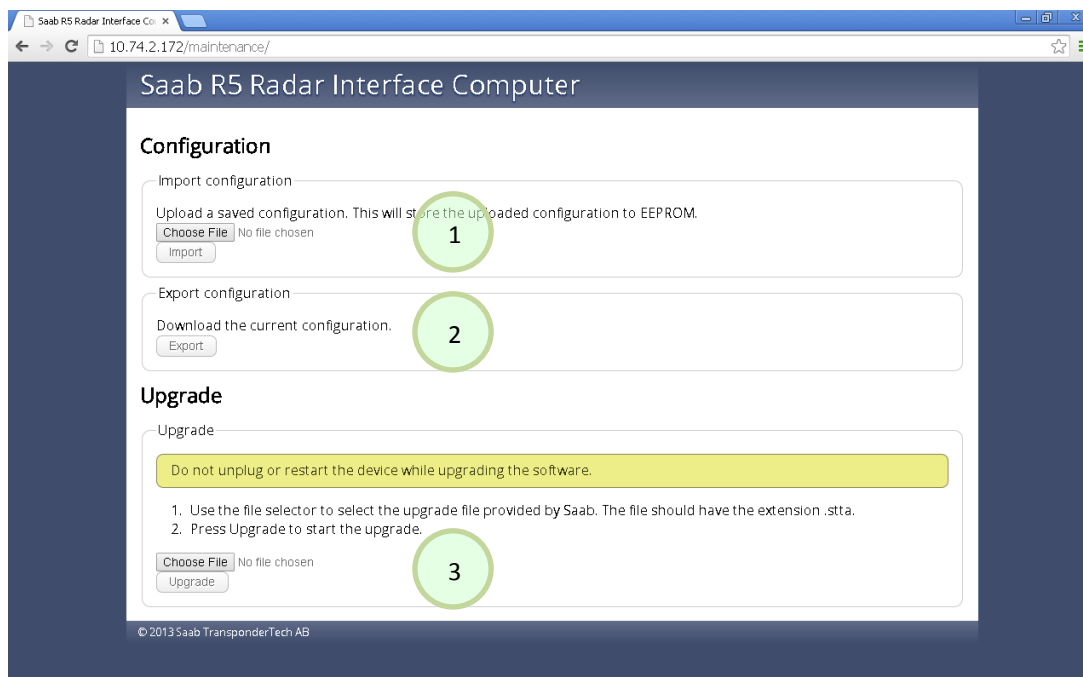 Saab R5 Radar Interface Co
10.74.2.172/maintenance/
Saab R5 Radar Interface Computer
Configuration
Import configuration
Upload a saved configuration. This will store the uploaded configuration to EEPROM.
Choose File No file chosen
1
Import
Export configuration
Download the current configuration.
2
Export
Upgrade
Upgrade
Do not unplug or restart the device while upgrading the software.
1. Use the file selector to select the upgrade file provided by Saab. The file should have the extension .stta.
2. Press Upgrade to start the upgrade.
Choose File No file chosen
3
Upgrade
© 2013 Saab TransponderTech AB